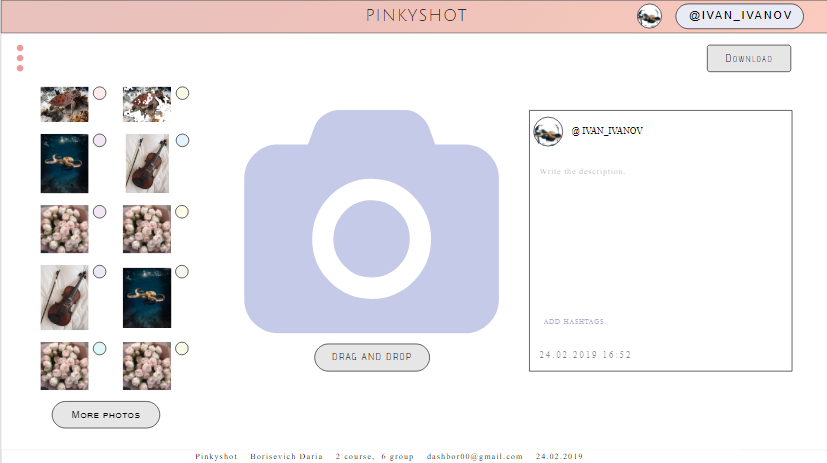 PINKYSHOT
@IVAN_IVANOV
Download
@ IVAN_IVANOV
Write the description.
ADD HASHTAGS
24.02.2019 16:52
DRAG AND DROP
More photos
Pinkyshot Borisevich Daria 2 course, 6 group dashbor00@gmail.com 24.02.2019